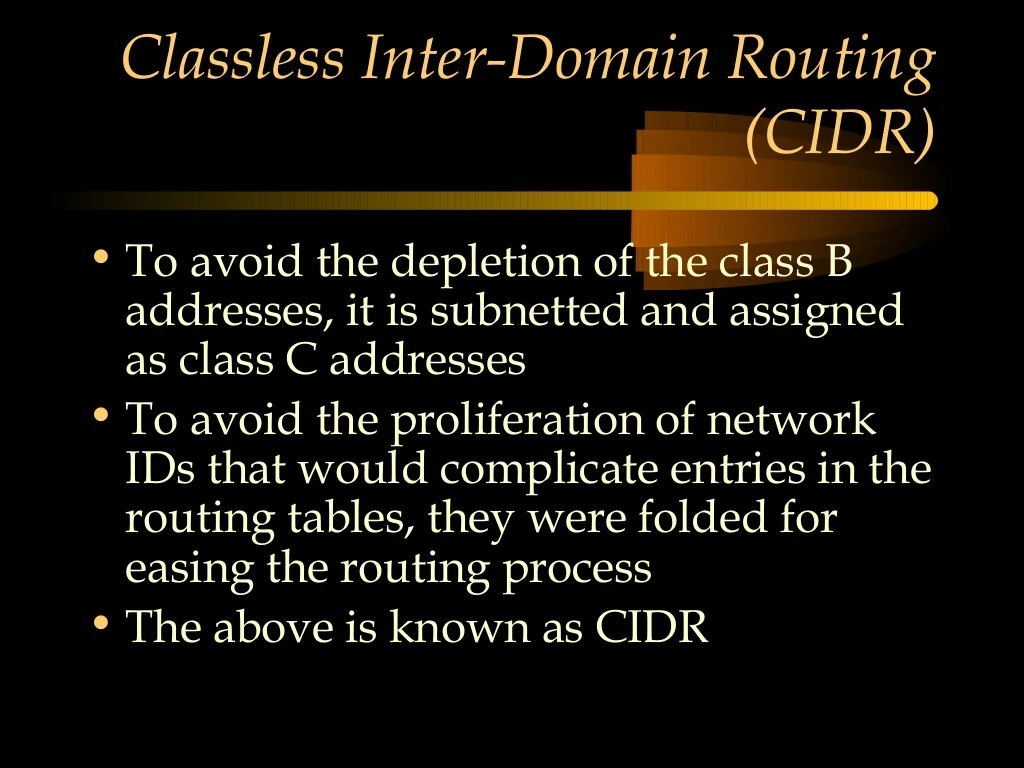 Classless Inter-Domain Routing
(CIDR)
• To avoid the depletion of the class B
addresses, it is subnetted and assigned
as class C addresses
• To avoid the proliferation of network
IDs that would complicate entries in the
routing tables, they were folded for
easing the routing process
• The above is known as CIDR